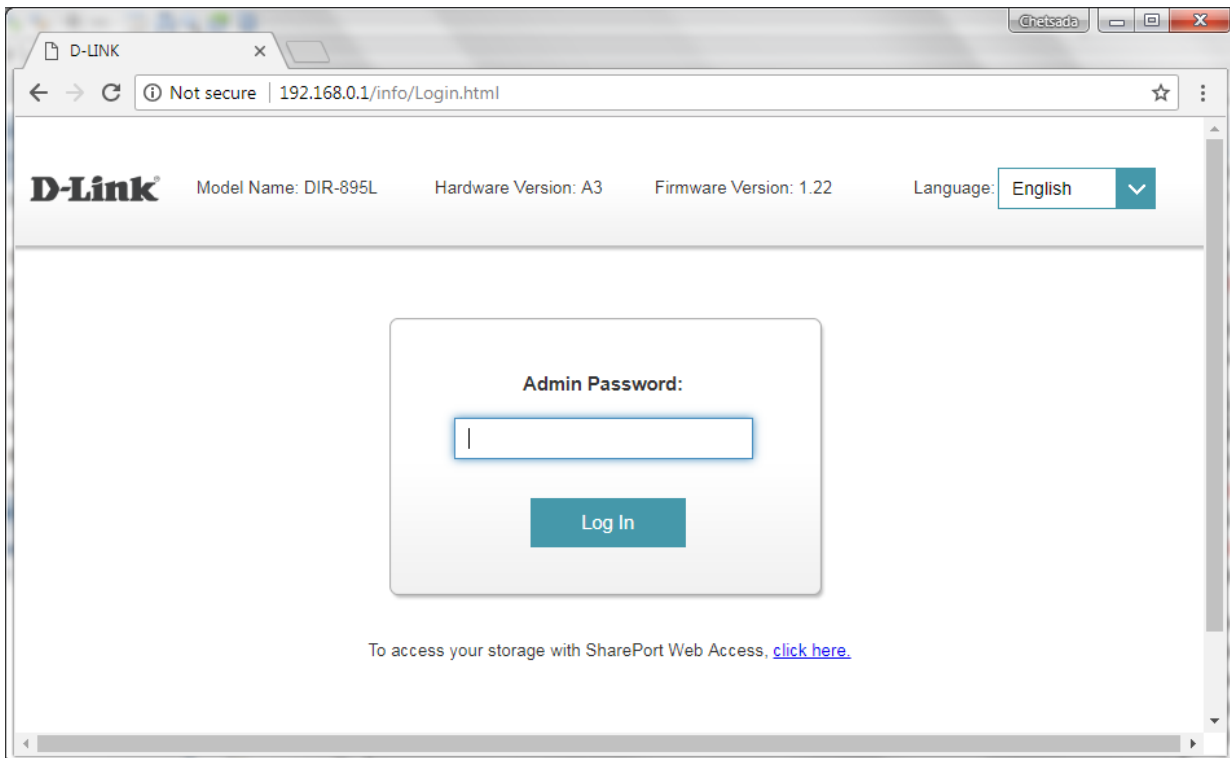 Chetsada
D-LINK
Not secure | 192.168.0.1/info/Login.html
D-Link®
Model Name: DIR-895L
Hardware Version: A3
Firmware Version: 1.22
Language: English
Admin Password:
Log In
To access your storage with SharePort Web Access, click here.